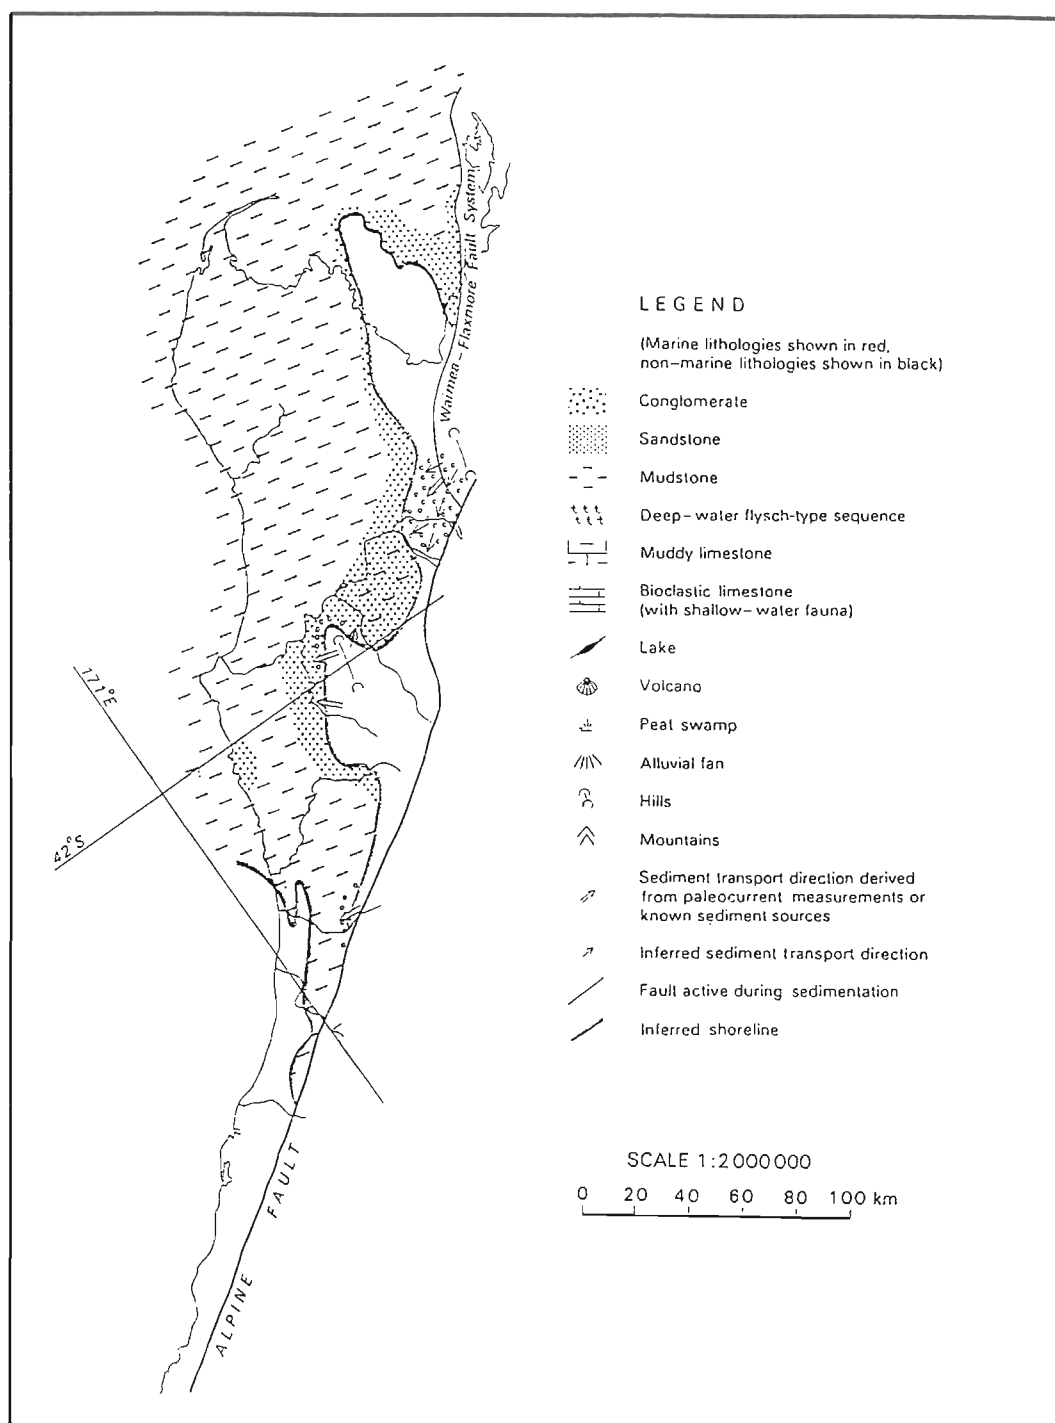 Waimea-Flaxmore Fault System
171°E
42°S
ALPINE FAULT
LEGEND
(Marine lithologies shown in red,
non-marine lithologies shown in black)
Conglomerate
Sandstone
Mudstone
Deep-water flysch-type sequence
Muddy limestone
Bioclastic limestone
(with shallow-water fauna)
Lake
Volcano
Peat swamp
Alluvial fan
Hills
Mountains
Sediment transport direction derived
from paleocurrent measurements or
known sediment sources
Inferred sediment transport direction
Fault active during sedimentation
Inferred shoreline
SCALE 1:2000000
0 20 40 60 80 100 km